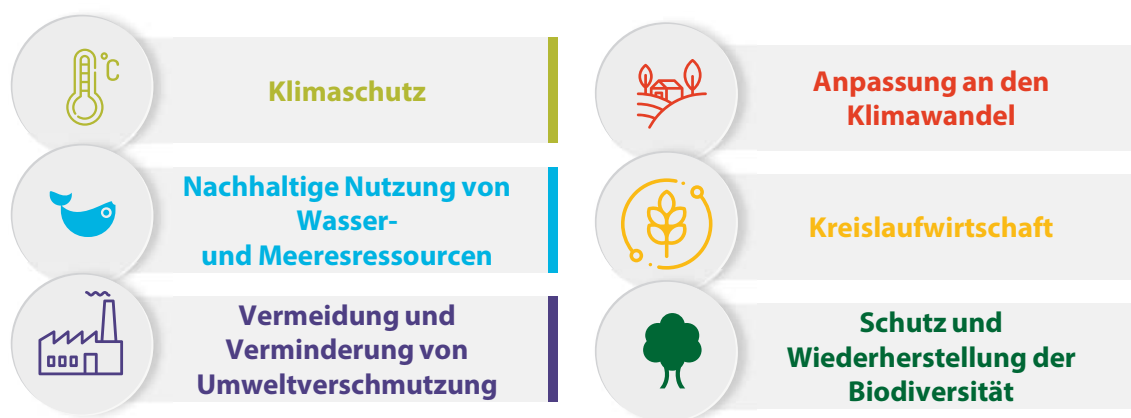 °C
Klimaschutz
Anpassung an den
Klimawandel
Nachhaltige Nutzung von
Wasser-
und Meeresressourcen
Kreislaufwirtschaft
Vermeidung und
Verminderung von
Umweltverschmutzung
Schutz und
Wiederherstellung der
Biodiversität